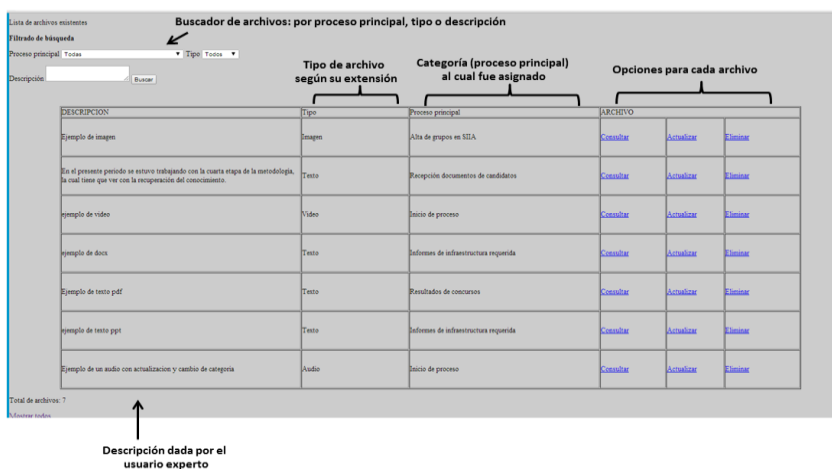 Lista de archivos existentes
Buscador de archivos: por proceso principal, tipo o descripción
Filtrado de búsqueda
Proceso principal Todas Tipo Todos
Descripción Buscar
Tipo de archivo
según su extensión
Categoría (proceso principal)
al cual fue asignado
Opciones para cada archivo
DESCRIPCION Tipo Proceso principal ARCHIVO
Ejemplo de imagen Imagen Alta de grupos en SIIA Consultar Actualizar Eliminar
En el presente periodo se estuvo trabajando con la cuarta etapa de la metodología,
la cual tiene que ver con la recuperación del conocimiento. Texto Recepción documentos de candidatos Consultar Actualizar Eliminar
ejemplo de video Video Inicio de proceso Consultar Actualizar Eliminar
ejemplo de docx Texto Informes de infraestructura requerida Consultar Actualizar Eliminar
Ejemplo de texto pdf Texto Resultados de concursos Consultar Actualizar Eliminar
ejemplo de texto ppt Texto Informes de infraestructura requerida Consultar Actualizar Eliminar
Ejemplo de un audio con actualizacion y cambio de categoria Audio Inicio de proceso Consultar Actualizar Eliminar
Total de archivos: 7
Mostrar todos
Descripción dada por el
usuario experto